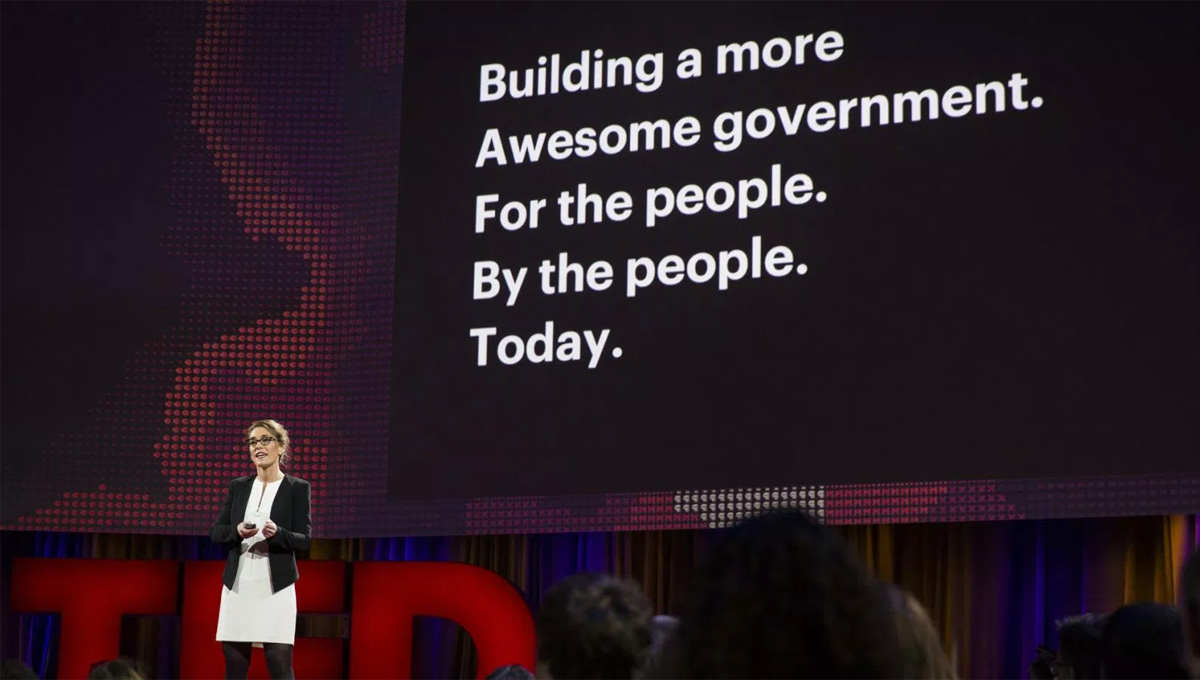 Building a more
Awesome government.
For the people.
By the people.
Today.
TED